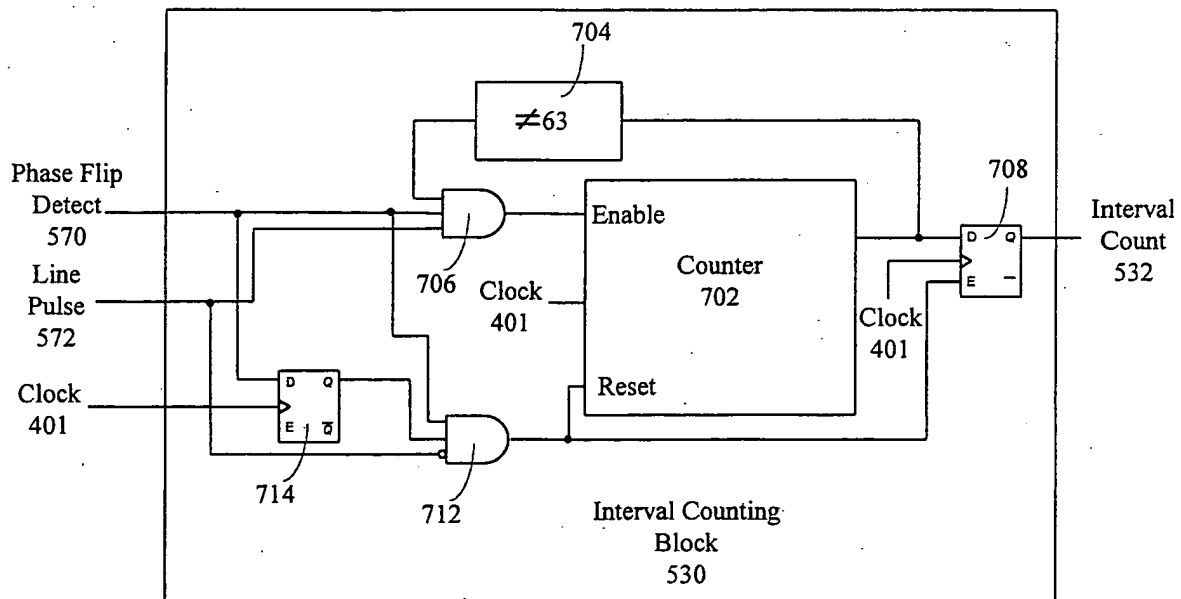 704
≠63
708
Phase Flip
Detect
570
Enable
706
Counter
702
D Q
E –
Interval
Count
532
Line
Pulse
572
Clock
401
Clock
401
Clock
401
D Q
E Q̅
Reset
714
712
Interval Counting
Block
530